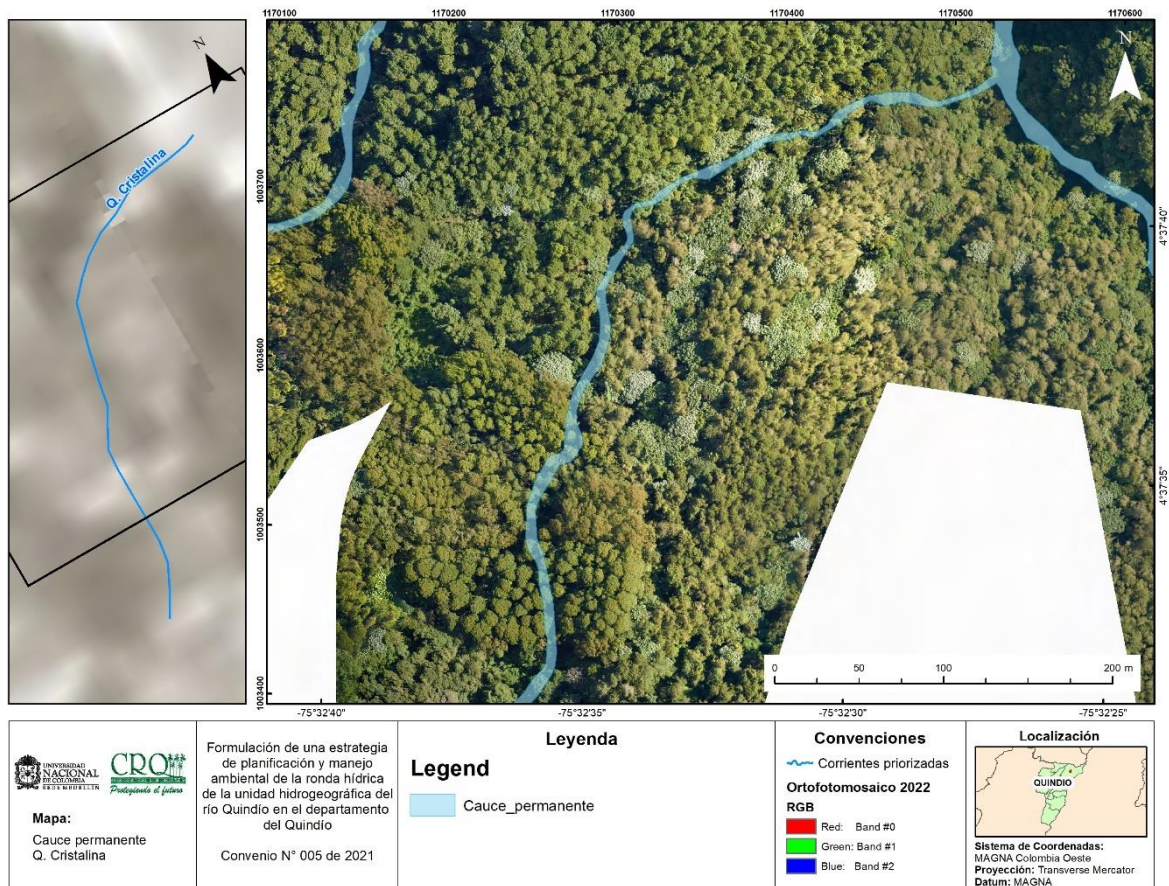 N
Q. Cristalina
1170100
1170200
1170300
1170400
1170500
1170600
N
1003700
1003600
1003500
1003400
4°37'40"
4°37'35"
0
50
100
200 m
-75°32'40"
-75°32'35"
-75°32'30"
-75°32'25"
UNIVERSIDAD
NACIONAL
DE COLOMBIA
SEDE MEDELLÍN
CRQ
Protegiendo el futuro
Mapa:
Cauce permanente
Q. Cristalina
Formulación de una estrategia
de planificación y manejo
ambiental de la ronda hídrica
de la unidad hidrogeográfica del
río Quindío en el departamento
del Quindío
Convenio N° 005 de 2021
Leyenda
Legend
Cauce_permanente
Convenciones
Corrientes priorizadas
Ortofotomosaico 2022
RGB
Red: Band #0
Green: Band #1
Blue: Band #2
Localización
QUINDIO
Sistema de Coordenadas:
MAGNA Colombia Oeste
Proyección: Transverse Mercator
Datum: MAGNA